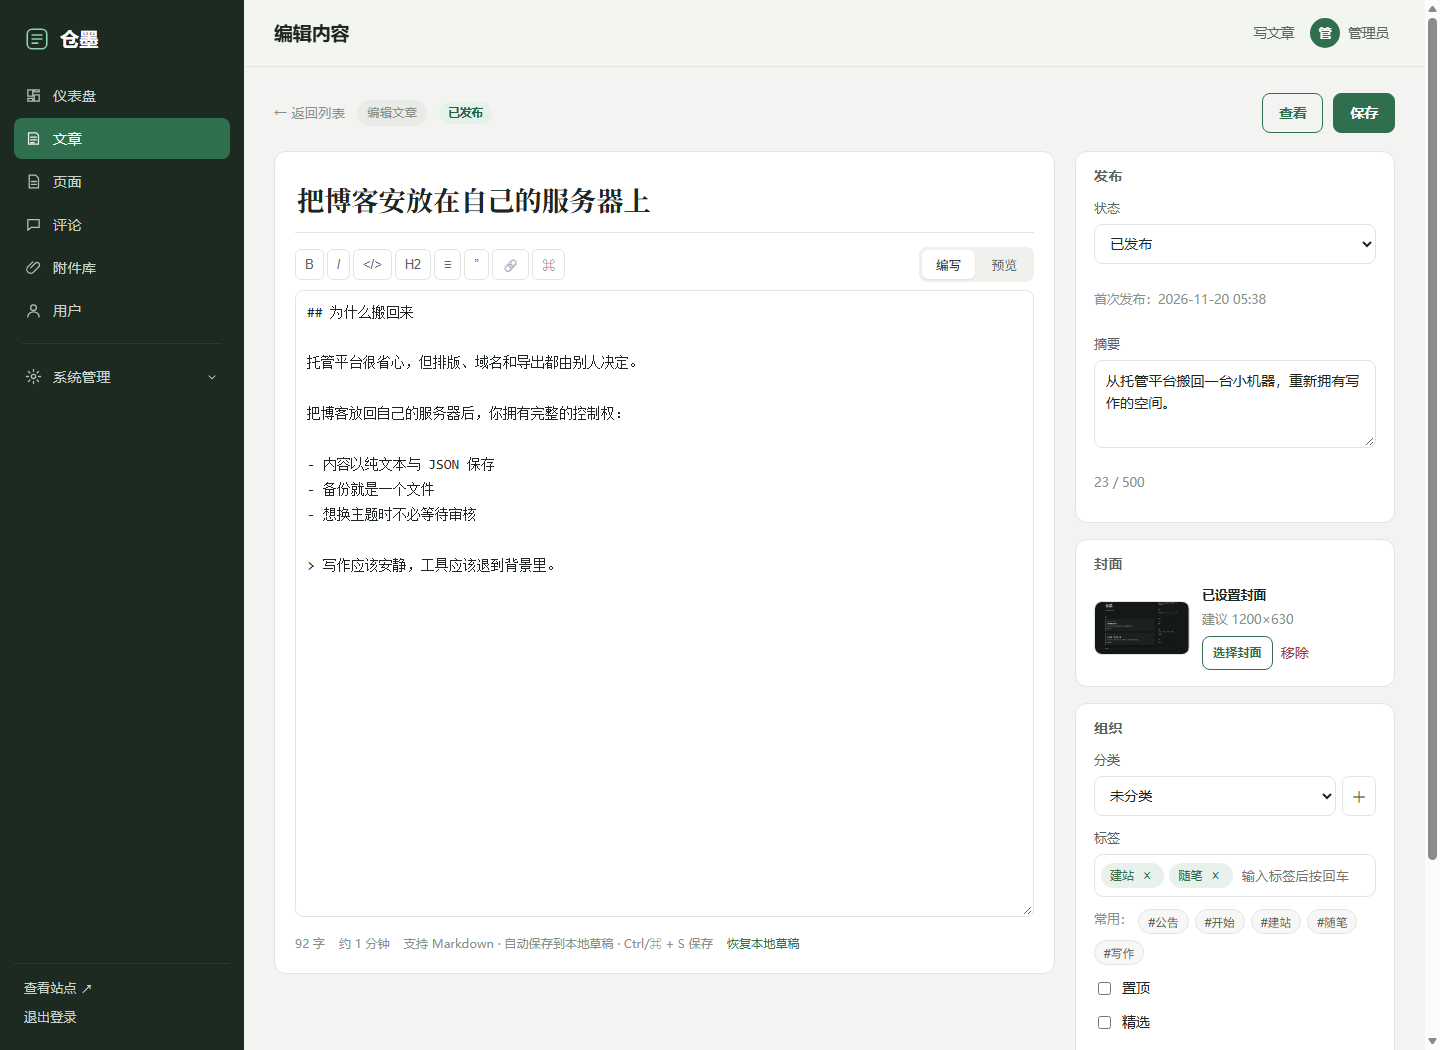 仓墨
仪表盘
文章
页面
评论
附件库
用户
系统管理
查看站点 ↗
退出登录
编辑内容
写文章
管
管理员
← 返回列表
编辑文章
已发布
查看
保存
把博客安放在自己的服务器上
B
I
</>
H2
≡
”
🔗
⌘
编写
预览
## 为什么搬回来
托管平台很省心，但排版、域名和导出都由别人决定。
把博客放回自己的服务器后，你拥有完整的控制权：
- 内容以纯文本与 JSON 保存
- 备份就是一个文件
- 想换主题时不必等待审核
> 写作应该安静，工具应该退到背景里。
92 字 约 1 分钟 支持 Markdown · 自动保存到本地草稿 · Ctrl/⌘ + S 保存 恢复本地草稿
发布
状态
已发布
首次发布：2026-11-20 05:38
摘要
从托管平台搬回一台小机器，重新拥有写
作的空间。
23 / 500
封面
已设置封面
建议 1200×630
选择封面
移除
组织
分类
未分类
+
标签
建站 ×
随笔 ×
输入标签后按回车
常用： #公告 #开始 #建站 #随笔
#写作
置顶
精选